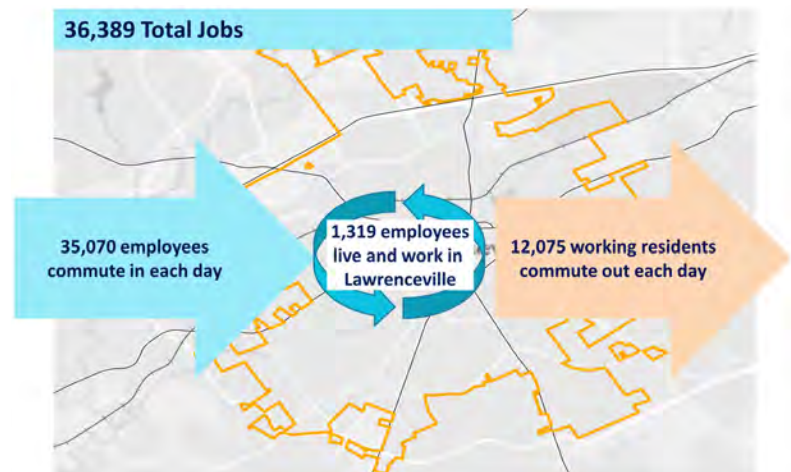 36,389 Total Jobs
35,070 employees
commute in each day
1,319 employees
live and work in
Lawrenceville
12,075 working residents
commute out each day